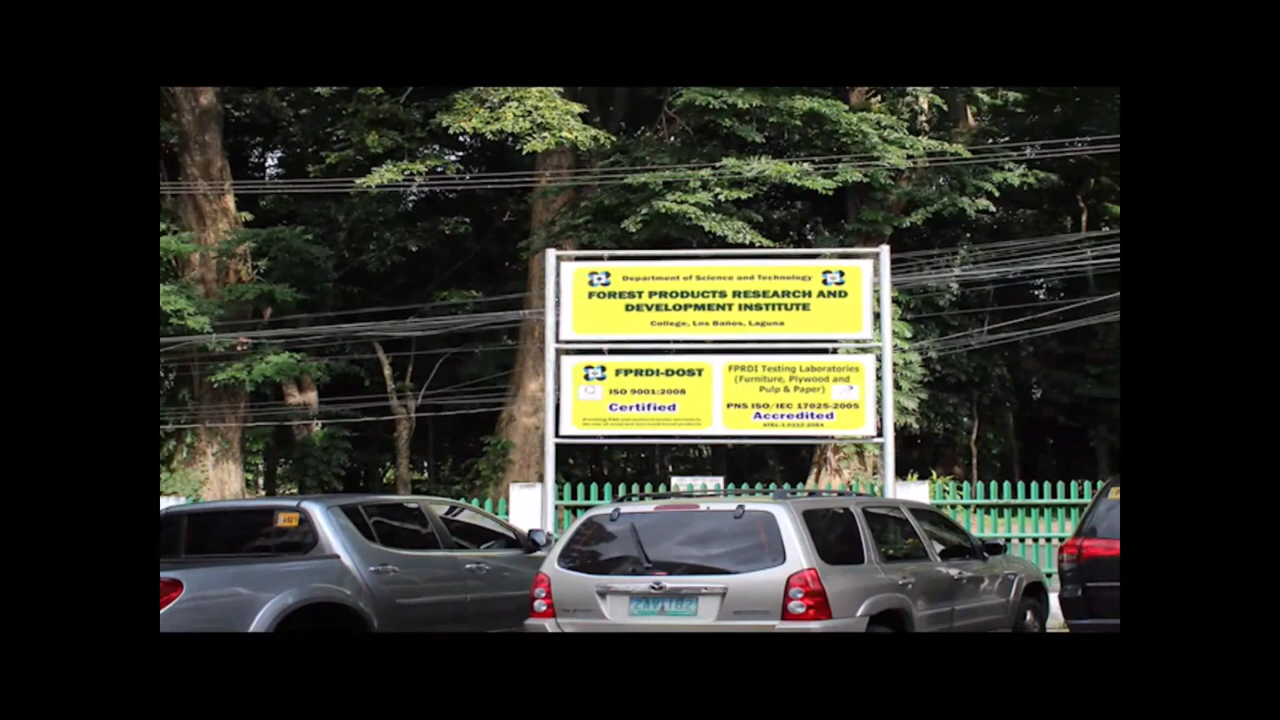 Department of Science and Technology
FOREST PRODUCTS RESEARCH AND
DEVELOPMENT INSTITUTE
College, Los Baños, Laguna
FPRDI-DOST
ISO 9001:2008
Certified
FPRDI Testing Laboratories
(Furniture, Plywood and
Pulp & Paper)
PNS ISO/IEC 17025-2005
Accredited